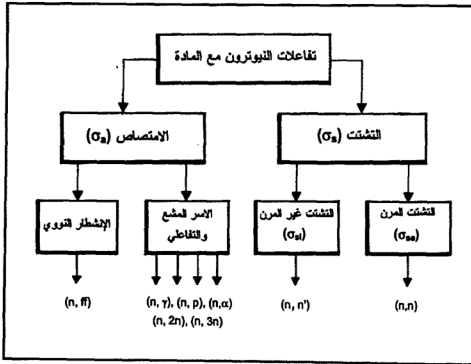 تفاعلات النيوترون مع المادة
التشتت (σs)
الامتصاص (σa)
التشتت المرن
(σse)
التشتت غير المرن
(σsi)
الاسر المشع
والتفاعلي
الإنشطار النووي
(n,n)
(n, n')
(n, γ), (n, p), (n,α)
(n, 2n), (n, 3n)
(n, ff)